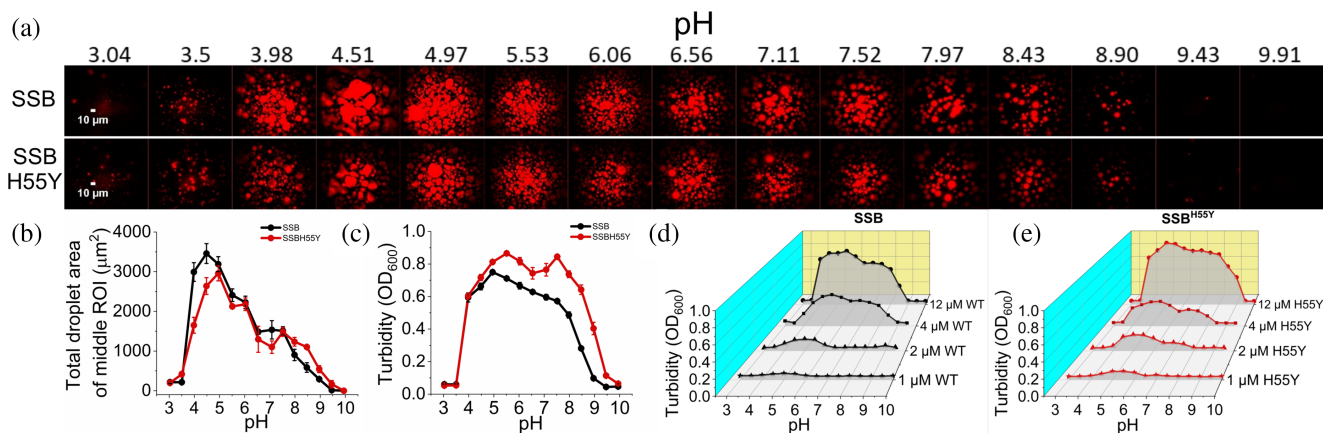 (a)
pH
3.04 3.5 3.98 4.51 4.97 5.53 6.06 6.56 7.11 7.52 7.97 8.43 8.90 9.43 9.91
SSB
10 µm
SSB
H55Y
10 µm
(b)
Total droplet area
of middle ROI (µm²)
4000
3000
2000
1000
0
3 4 5 6 7 8 9 10
pH
SSB
SSBH55Y
(c)
Turbidity (OD₆₀₀)
1.0
0.8
0.6
0.4
0.2
0.0
3 4 5 6 7 8 9 10
pH
SSB
SSBH55Y
(d)
SSB
Turbidity (OD₆₀₀)
1.0
0.8
0.6
0.4
0.2
0.0
12 µM WT
4 µM WT
2 µM WT
1 µM WT
3 4 5 6 7 8 9 10
pH
(e)
SSBᴴ⁵⁵ʸ
Turbidity (OD₆₀₀)
1.0
0.8
0.6
0.4
0.2
0.0
12 µM H55Y
4 µM H55Y
2 µM H55Y
1 µM H55Y
3 4 5 6 7 8 9 10
pH